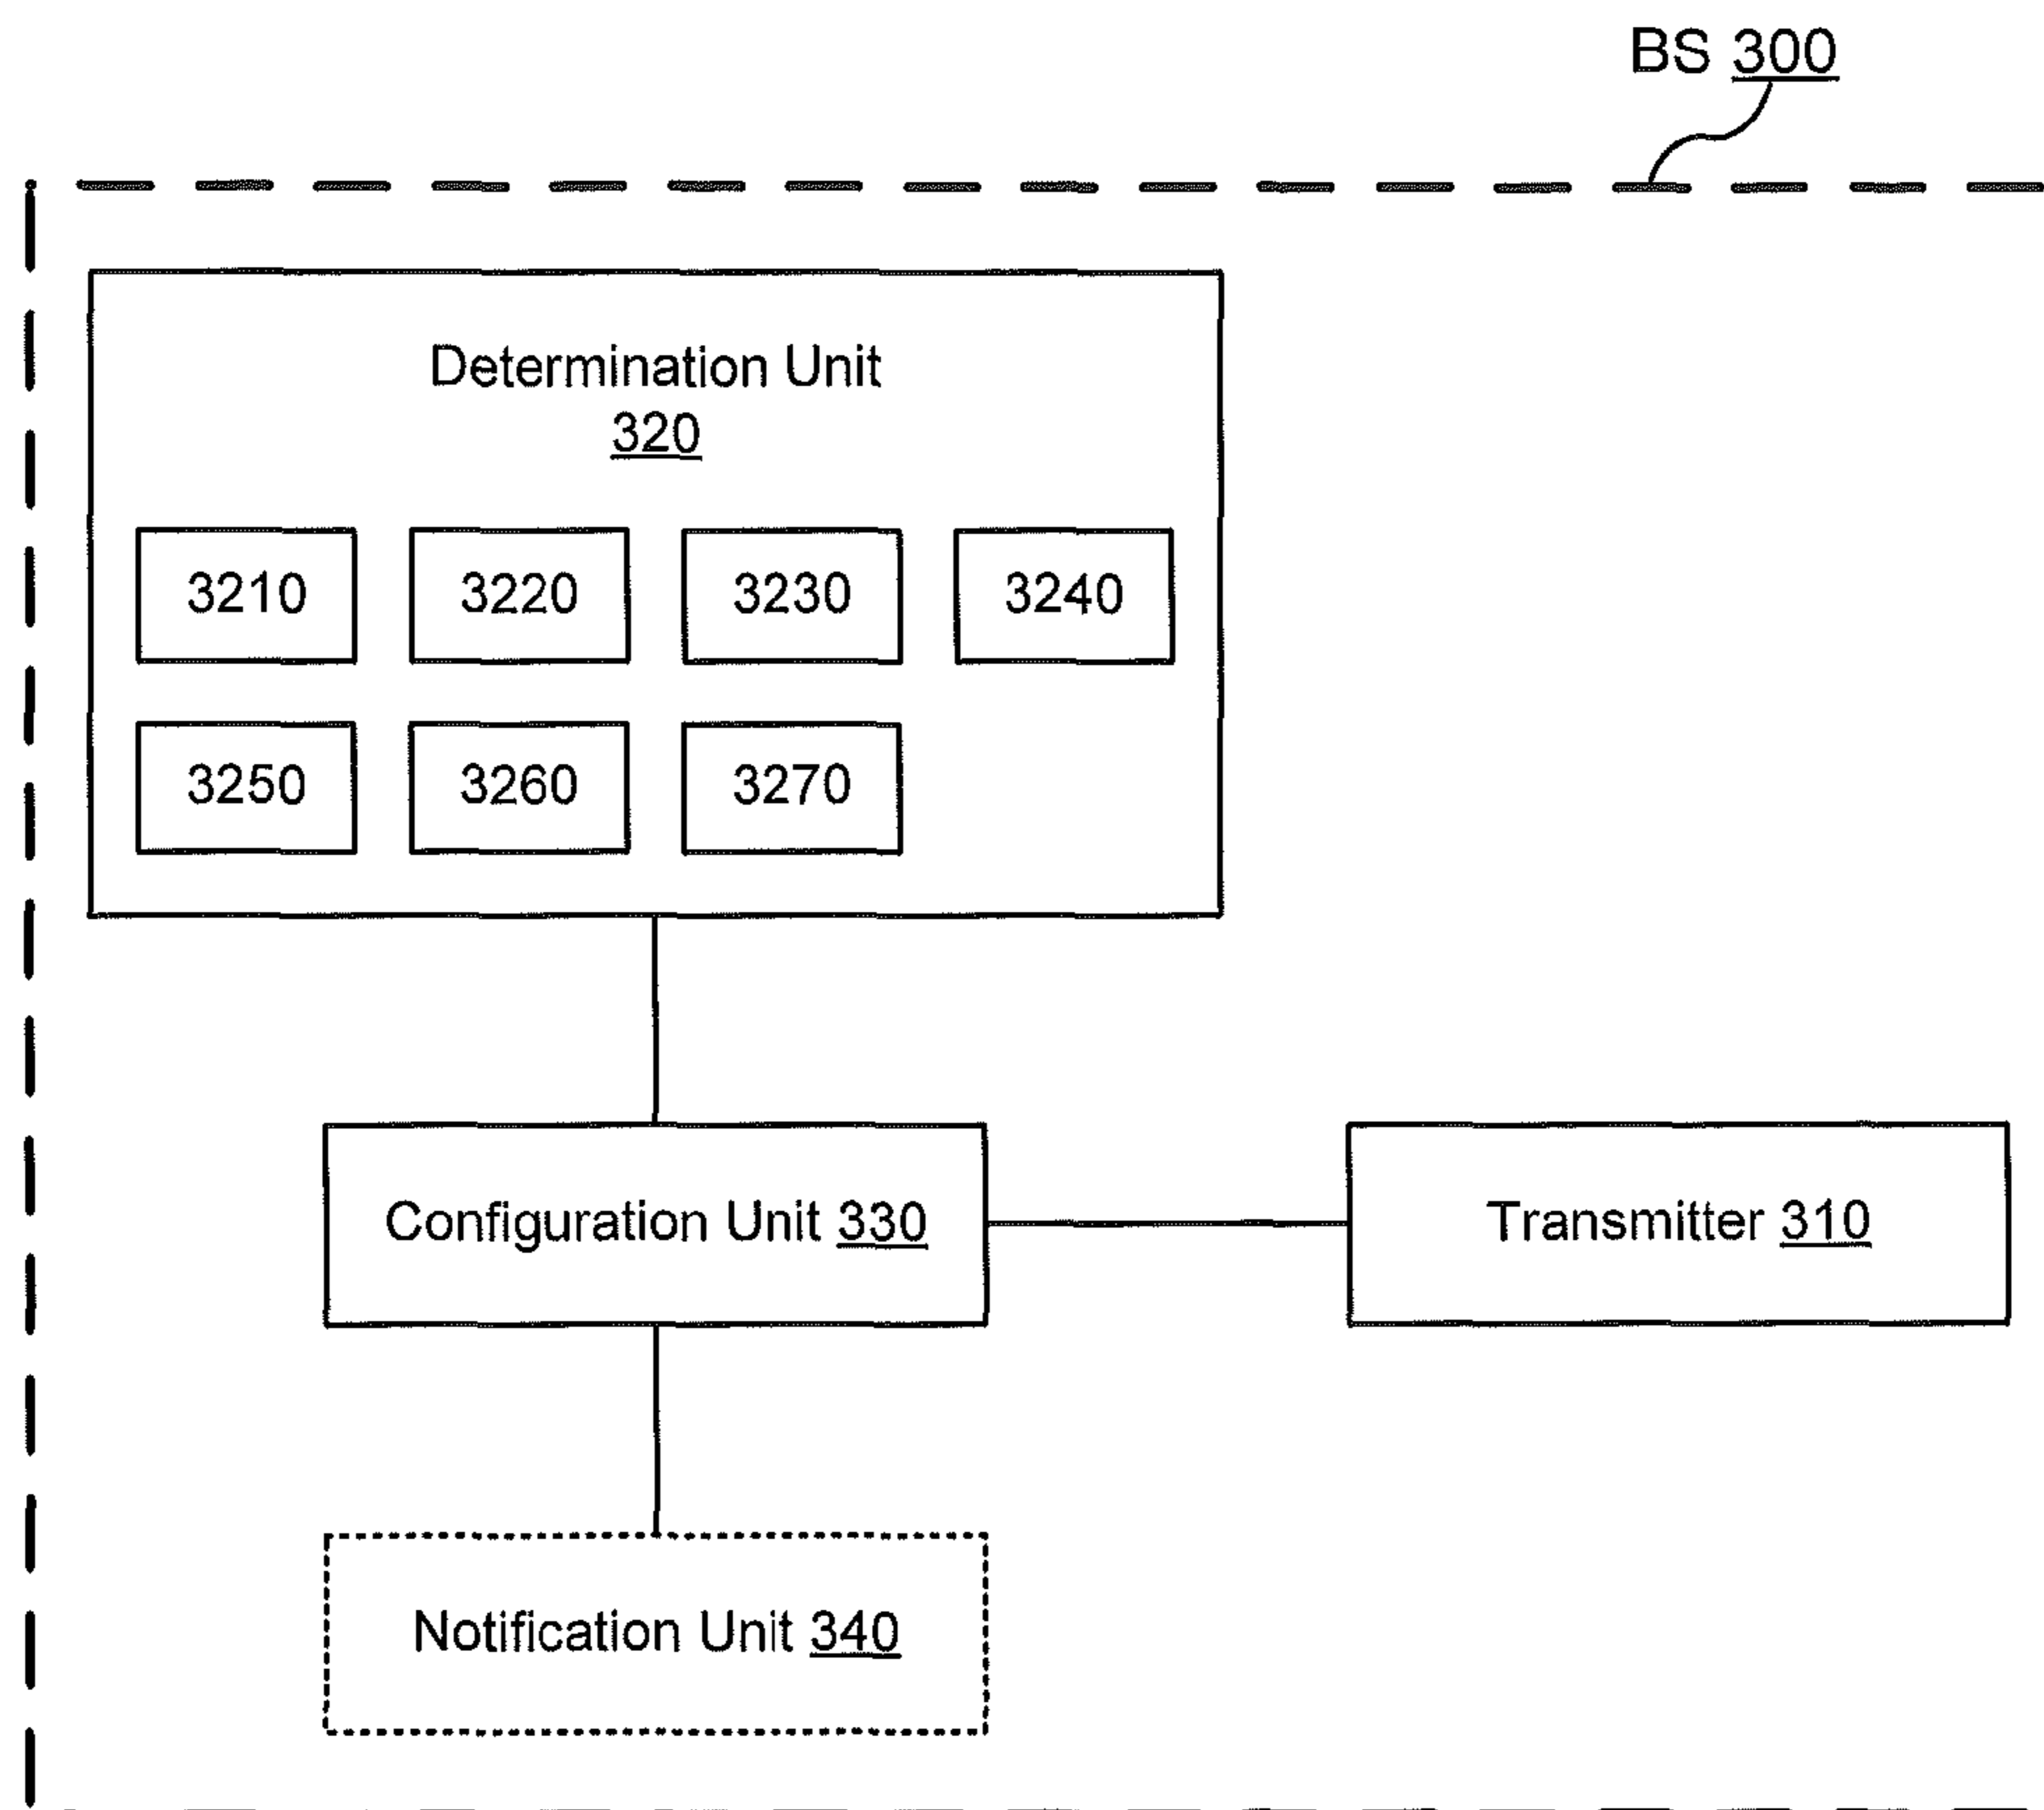 BS 300
Determination Unit
320
3210 3220 3230 3240
3250 3260 3270
Configuration Unit 330
Transmitter 310
Notification Unit 340